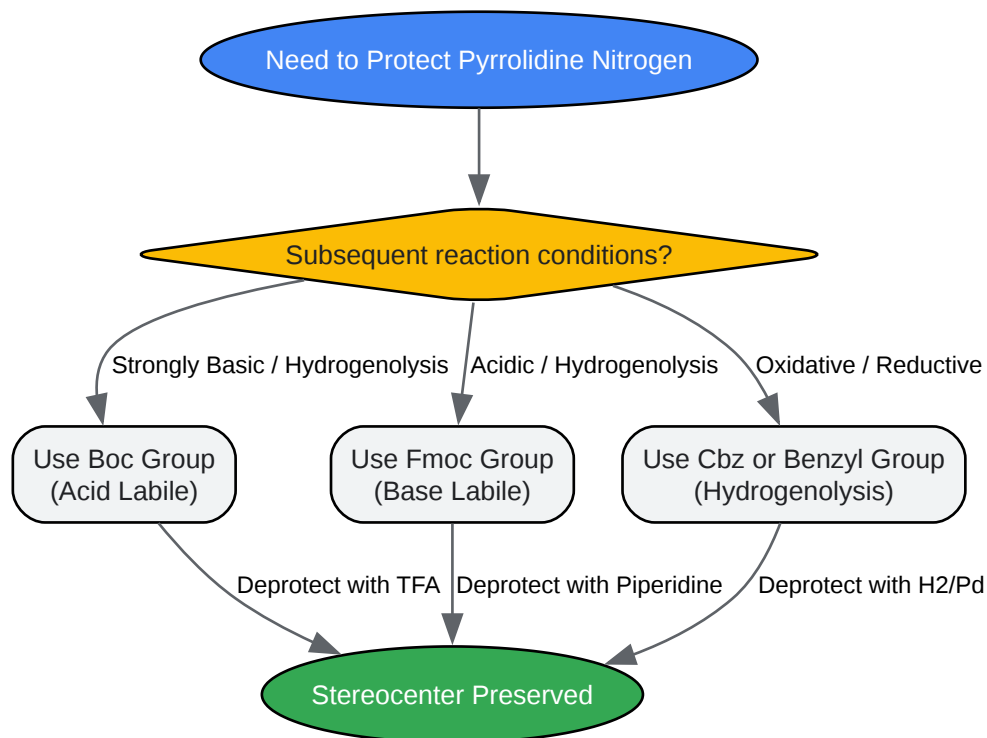 Need to Protect Pyrrolidine Nitrogen
Subsequent reaction conditions?
Strongly Basic / Hydrogenolysis
Acidic / Hydrogenolysis
Oxidative / Reductive
Use Boc Group
(Acid Labile)
Use Fmoc Group
(Base Labile)
Use Cbz or Benzyl Group
(Hydrogenolysis)
Deprotect with TFA
Deprotect with Piperidine
Deprotect with H2/Pd
Stereocenter Preserved